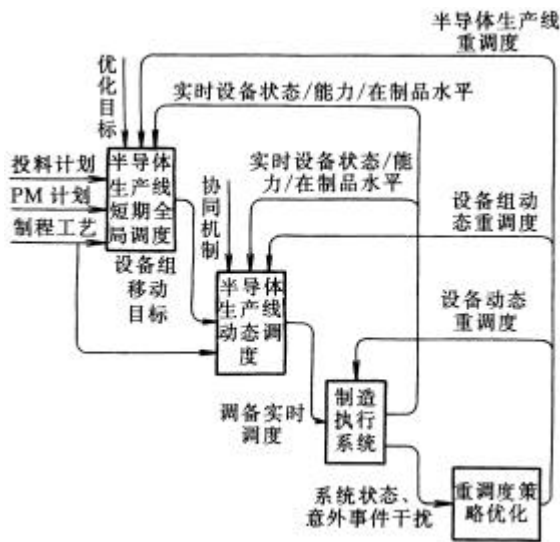 半导体生产线
重调度
优化目标
实时设备状态/能力/在制品水平
投料计划
PM 计划
制程工艺
半导体
生产线
短期全
局调度
实时设备状态/能
力/在制品水平
协同机制
设备组动
态重调度
设备组
移动
目标
半导体
生产线
动态调
度
设备动态
重调度
调备实时
调度
制造
执行
系统
系统状态、
意外事件干扰
重调度策
略优化